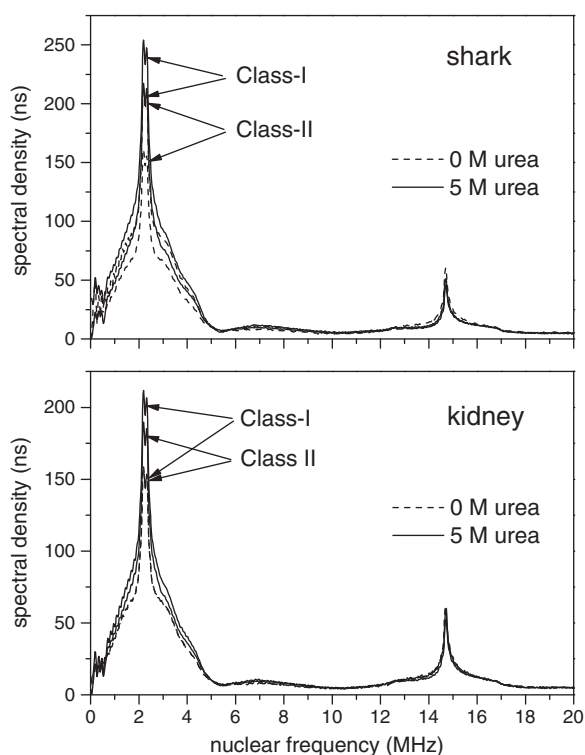 shark
Class-I
Class-II
0 M urea
5 M urea
spectral density (ns)
250
200
150
100
50
0
kidney
Class-I
Class II
0 M urea
5 M urea
spectral density (ns)
200
150
100
50
0
0 2 4 6 8 10 12 14 16 18 20
nuclear frequency (MHz)